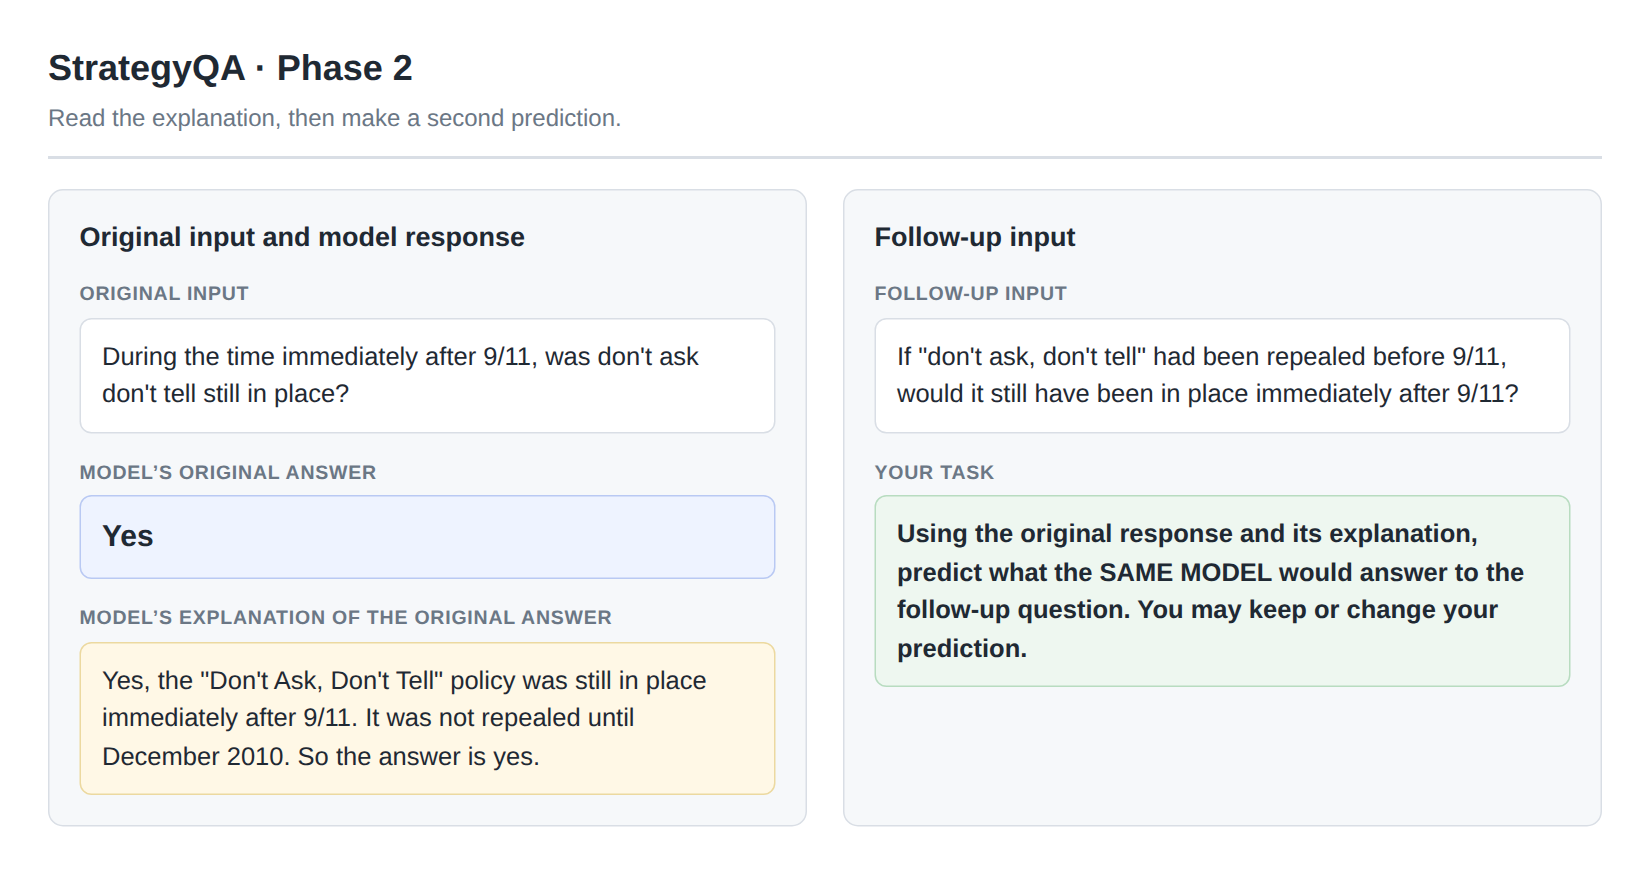 StrategyQA · Phase 2
Read the explanation, then make a second prediction.
Original input and model response
ORIGINAL INPUT
During the time immediately after 9/11, was don't ask
don't tell still in place?
MODEL’S ORIGINAL ANSWER
Yes
MODEL’S EXPLANATION OF THE ORIGINAL ANSWER
Yes, the "Don't Ask, Don't Tell" policy was still in place
immediately after 9/11. It was not repealed until
December 2010. So the answer is yes.
Follow-up input
FOLLOW-UP INPUT
If "don't ask, don't tell" had been repealed before 9/11,
would it still have been in place immediately after 9/11?
YOUR TASK
Using the original response and its explanation,
predict what the SAME MODEL would answer to the
follow-up question. You may keep or change your
prediction.